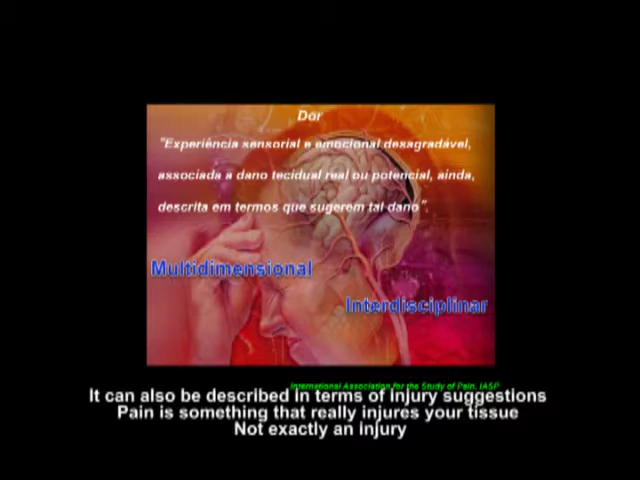 Dor
"Experiência sensorial e emocional desagradável,
associada a dano tecidual real ou potencial, ainda,
descrita em termos que sugerem tal dano".
Multidimensional
Interdisciplinar
International Association for the Study of Pain, IASP
It can also be described in terms of injury suggestions
Pain is something that really injures your tissue
Not exactly an injury